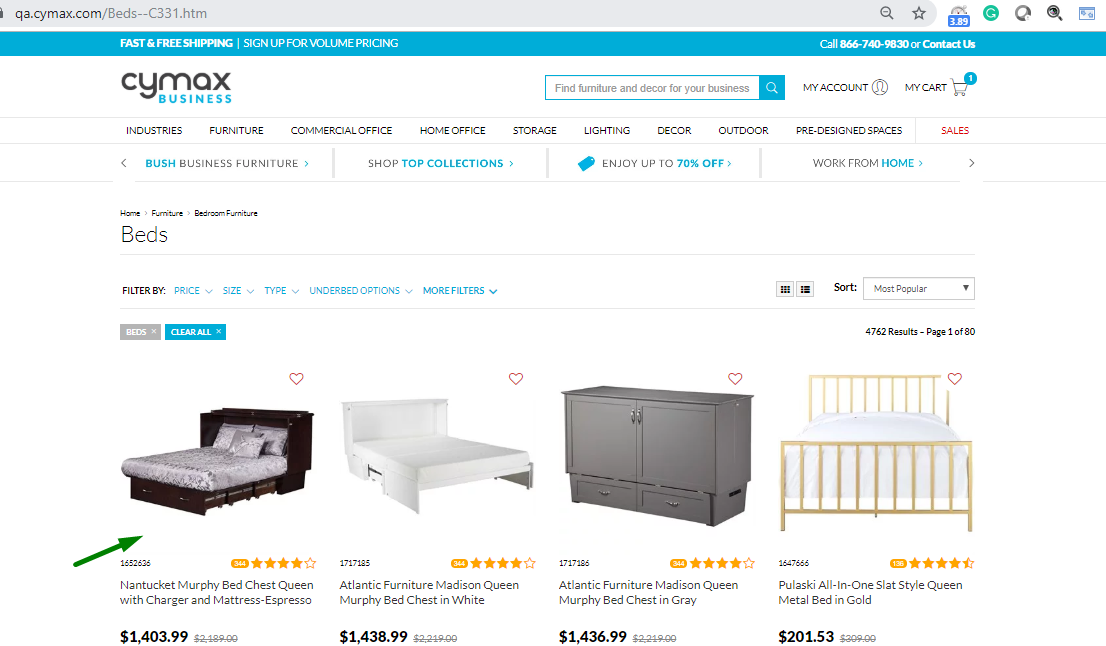 qa.cymax.com/Beds--C331.htm
3.89
FAST & FREE SHIPPING | SIGN UP FOR VOLUME PRICING
Call 866-740-9830 or Contact Us
cymax
BUSINESS
Find furniture and decor for your business
MY ACCOUNT
MY CART
1
INDUSTRIES
FURNITURE
COMMERCIAL OFFICE
HOME OFFICE
STORAGE
LIGHTING
DECOR
OUTDOOR
PRE-DESIGNED SPACES
SALES
BUSH BUSINESS FURNITURE
SHOP TOP COLLECTIONS
ENJOY UP TO 70% OFF
WORK FROM HOME
Home › Furniture › Bedroom Furniture
Beds
FILTER BY:
PRICE
SIZE
TYPE
UNDERBED OPTIONS
MORE FILTERS
Sort:
Most Popular
BEDS ×
CLEAR ALL ×
4762 Results – Page 1 of 80
1652636
344
Nantucket Murphy Bed Chest Queen
with Charger and Mattress-Espresso
$1,403.99 $2,189.00
1717185
344
Atlantic Furniture Madison Queen
Murphy Bed Chest in White
$1,438.99 $2,219.00
1717186
344
Atlantic Furniture Madison Queen
Murphy Bed Chest in Gray
$1,436.99 $2,219.00
1647666
136
Pulaski All-In-One Slat Style Queen
Metal Bed in Gold
$201.53 $309.00